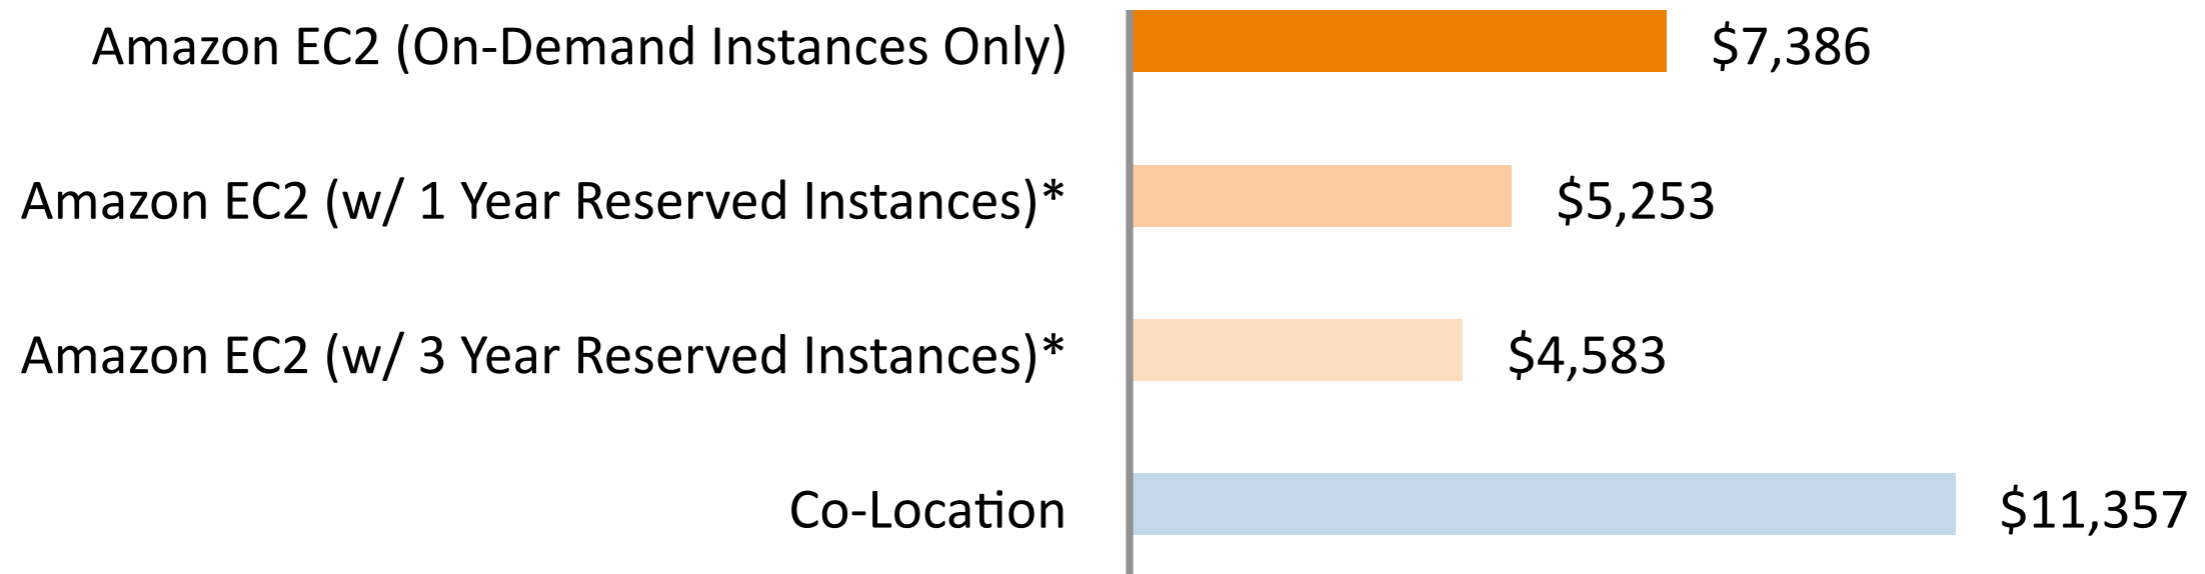 Amazon EC2 (On-Demand Instances Only) $7,386
Amazon EC2 (w/ 1 Year Reserved Instances)* $5,253
Amazon EC2 (w/ 3 Year Reserved Instances)* $4,583
Co-Location $11,357